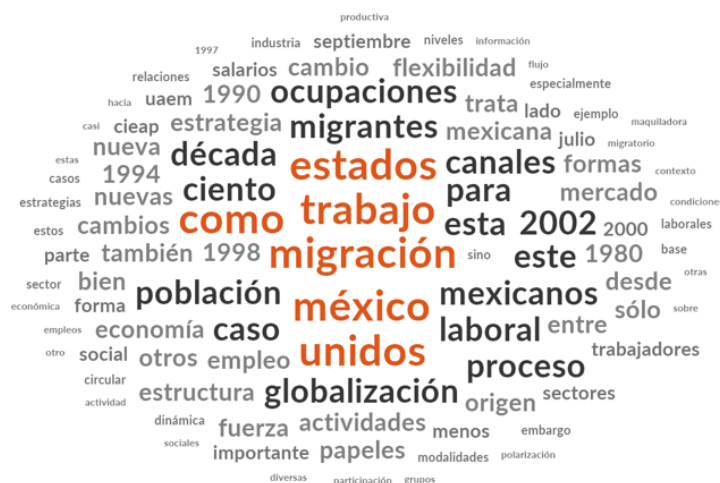 productiva
1997 industria septiembre niveles información
relaciones salarios cambio flexibilidad flujo
hacia uaem 1990 ocupaciones trata lado especialmente
casi cieap estrategia migrantes mexicana ejemplo maquiladora
estas nueva década estados canales julio migratorio
casos 1994 ciento trabajo para formas contexto
estrategias nuevas como esta 2002 mercado condiciones
estos cambios migración este 2000 laborales
parte también 1998 sino 1980 base
sector bien población méxico mexicanos desde otras
económica forma caso laboral entre sólo sobre
empleos economía unidos proceso trabajadores
otro social otros empleo
circular estructura globalización origen sectores
actividad
dinámica fuerza actividades menos embargo
sociales importante papeles modalidades polarización
diversas participación grupos